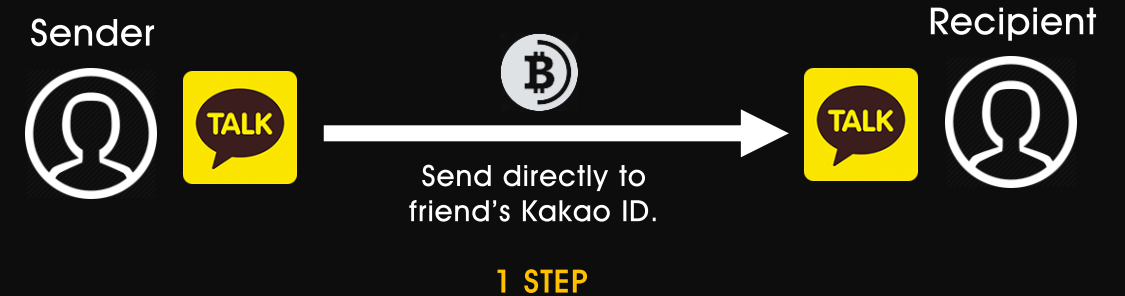 Sender
Recipient
TALK
TALK
Send directly to
friend's Kakao ID.
1 STEP